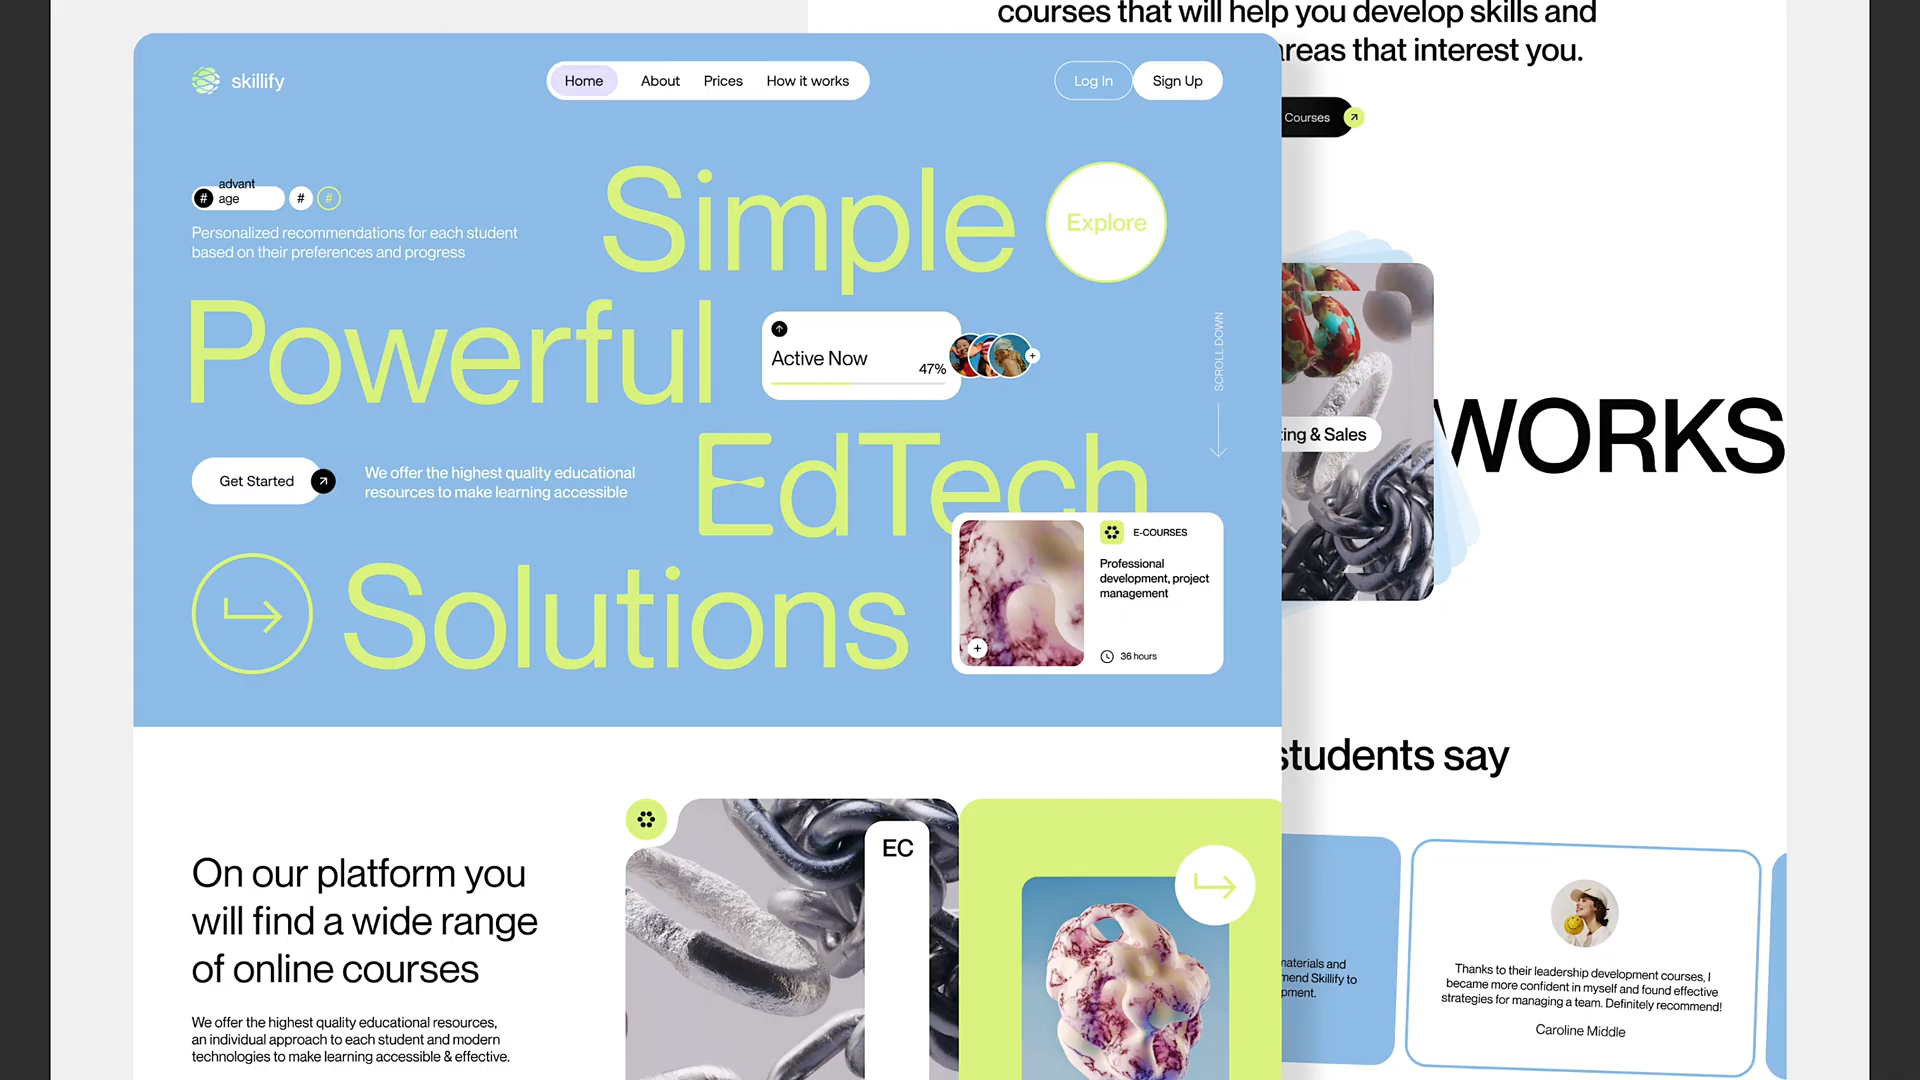 courses that will help you develop skills and
areas that interest you.
Courses
skillify
Home
About
Prices
How it works
Log In
Sign Up
# advant
age
#
#
Personalized recommendations for each student
based on their preferences and progress
Simple
Explore
Powerful
Active Now
47%
SCROLL DOWN
Get Started
We offer the highest quality educational
resources to make learning accessible
EdTech
Solutions
E-COURSES
Professional
development, project
management
36 hours
ting & Sales
WORKS
students say
On our platform you
will find a wide range
of online courses
We offer the highest quality educational resources,
an individual approach to each student and modern
technologies to make learning accessible & effective.
EC
materials and
mend Skillify to
pment.
Thanks to their leadership development courses, I
became more confident in myself and found effective
strategies for managing a team. Definitely recommend!
Caroline Middle